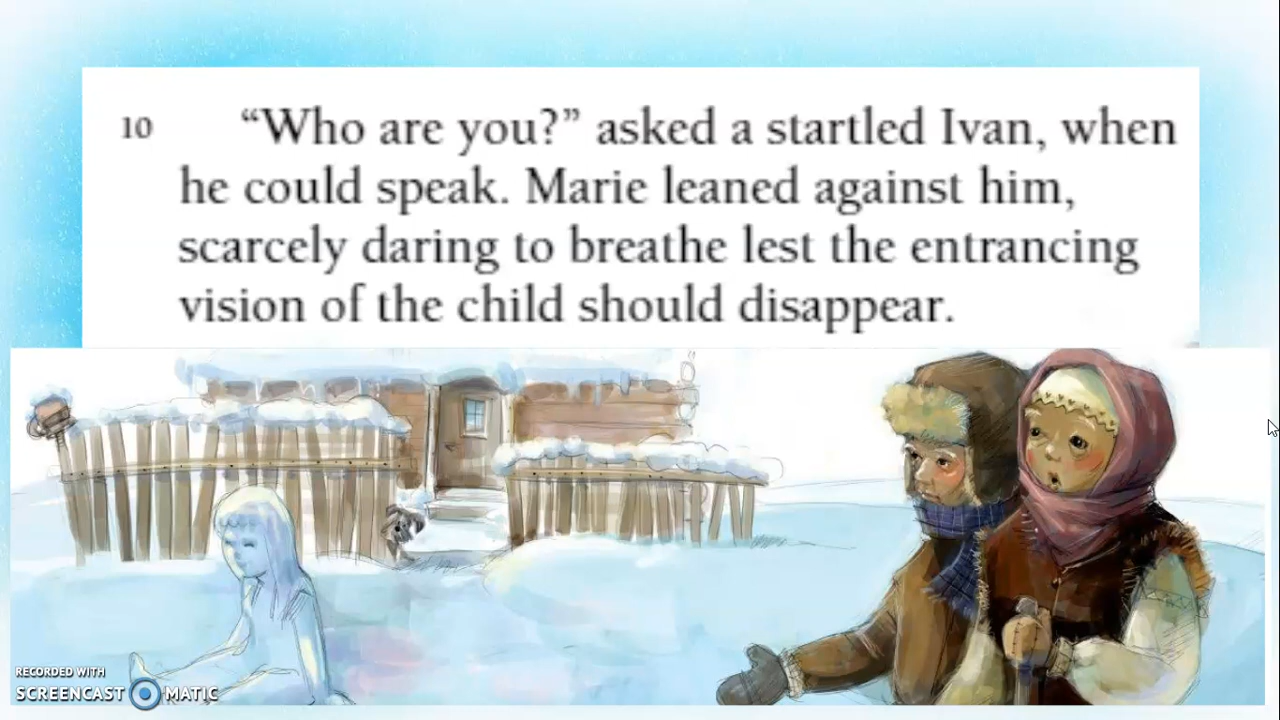 10 “Who are you?” asked a startled Ivan, when
he could speak. Marie leaned against him,
scarcely daring to breathe lest the entrancing
vision of the child should disappear.
RECORDED WITH
SCREENCAST MATIC